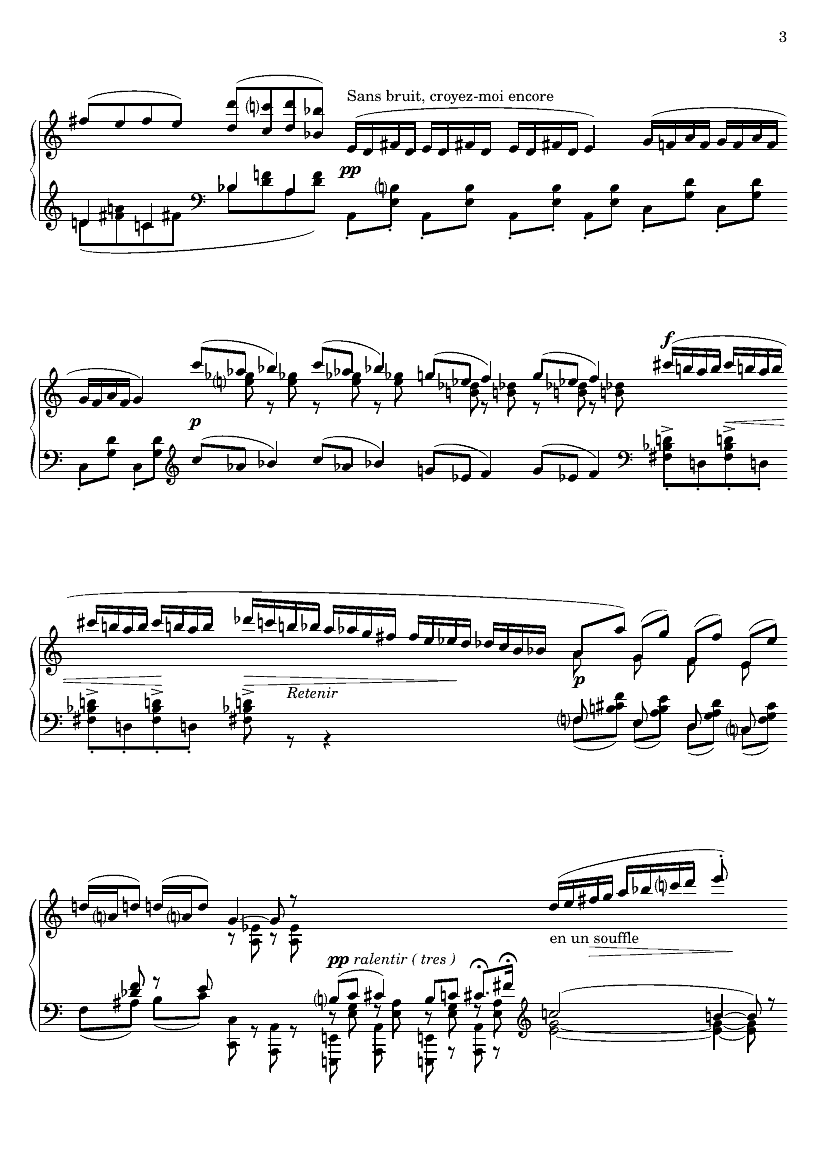 3
Sans bruit, croyez-moi encore
pp
p
f
Retenir
p
pp ralentir ( tres )
en un souffle